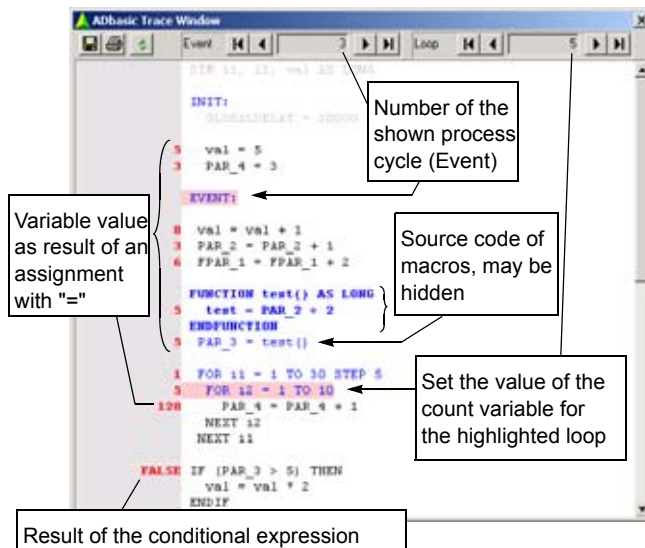 ADbasic Trace Window
Event 3 Loop 5
DIM i1, i2, val AS LONG
INIT:
GLOBALDELAY = 10000
5 val = 5
3 PAR_4 = 3
EVENT:
8 val = val + 1
3 PAR_2 = PAR_2 + 1
6 FPAR_1 = FPAR_1 + 2
FUNCTION test() AS LONG
5 test = PAR_2 + 2
ENDFUNCTION
5 PAR_3 = test()
1 FOR i1 = 1 TO 30 STEP 5
5 FOR i2 = 1 TO 10
128 PAR_4 = PAR_4 + 1
NEXT i2
NEXT i1
FALSE IF (PAR_3 > 5) THEN
val = val * 2
ENDIF
Number of the
shown process
cycle (Event)
Variable value
as result of an
assignment
with "="
Source code of
macros, may be
hidden
Set the value of the
count variable for
the highlighted loop
Result of the conditional expression